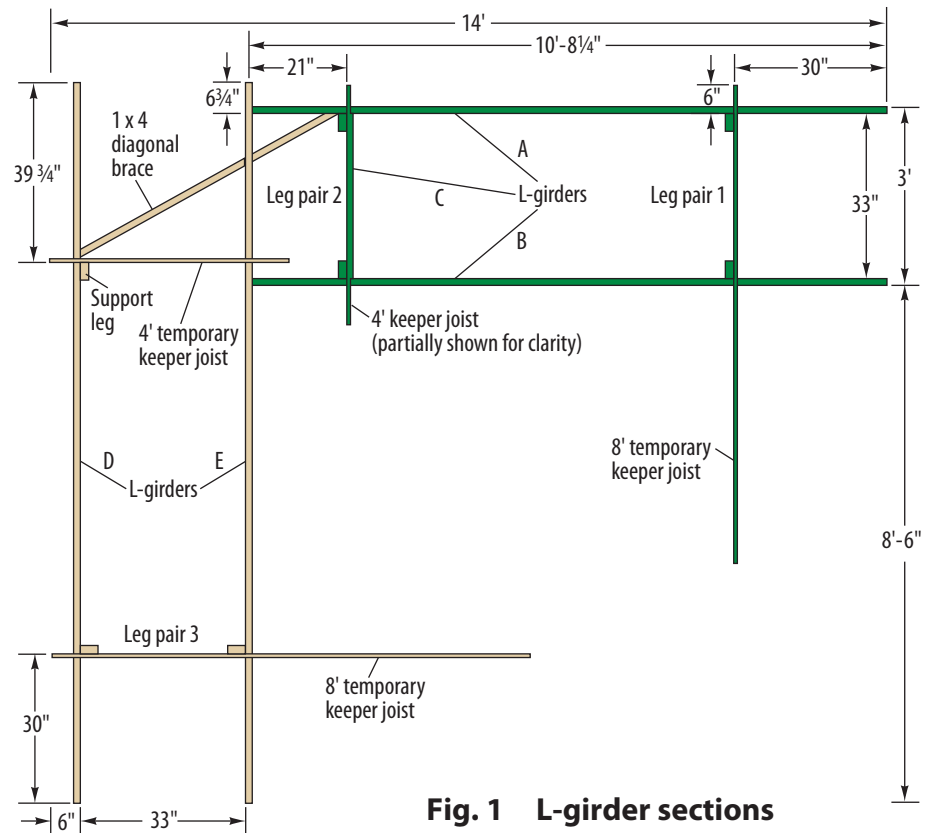 14'
10'-8¼"
21"
30"
6¾"
6"
1 x 4
diagonal
brace
39 ¾"
A
Leg pair 2
C
L-girders
Leg pair 1
33"
3'
B
Support
leg
4' temporary
keeper joist
4' keeper joist
(partially shown for clarity)
8' temporary
keeper joist
D
E
L-girders
8'-6"
Leg pair 3
8' temporary
keeper joist
30"
6"
33"
Fig. 1 L-girder sections